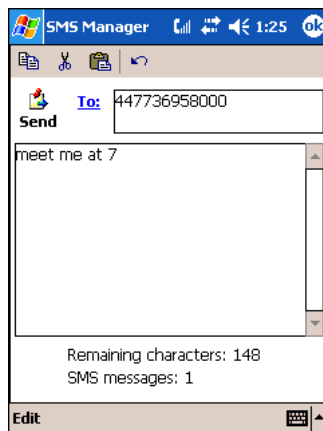 SMS Manager 1:25 ok
To: 447736958000
Send
meet me at 7
Remaining characters: 148
SMS messages: 1
Edit